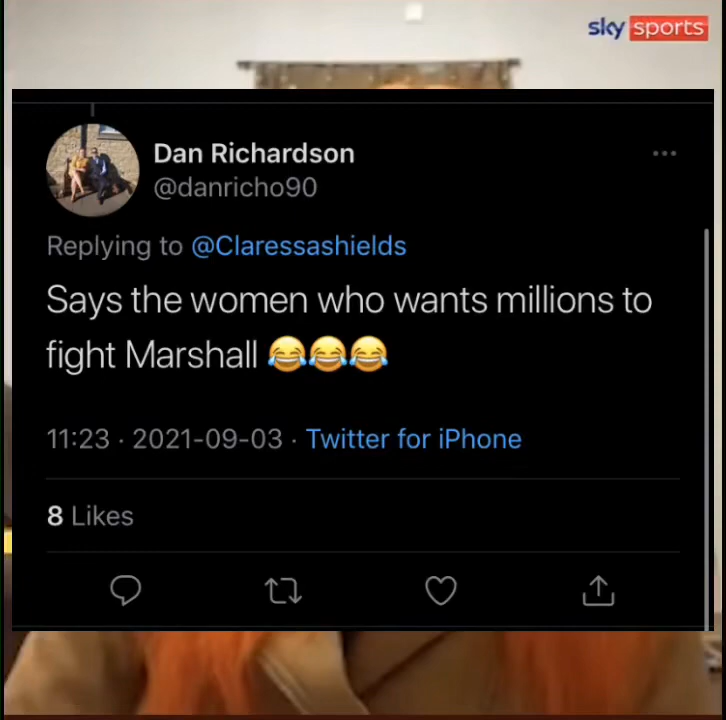 sky sports
Dan Richardson
@danricho90
Replying to @Claressashields
Says the women who wants millions to
fight Marshall 😂😂😂
11:23 · 2021-09-03 · Twitter for iPhone
8 Likes